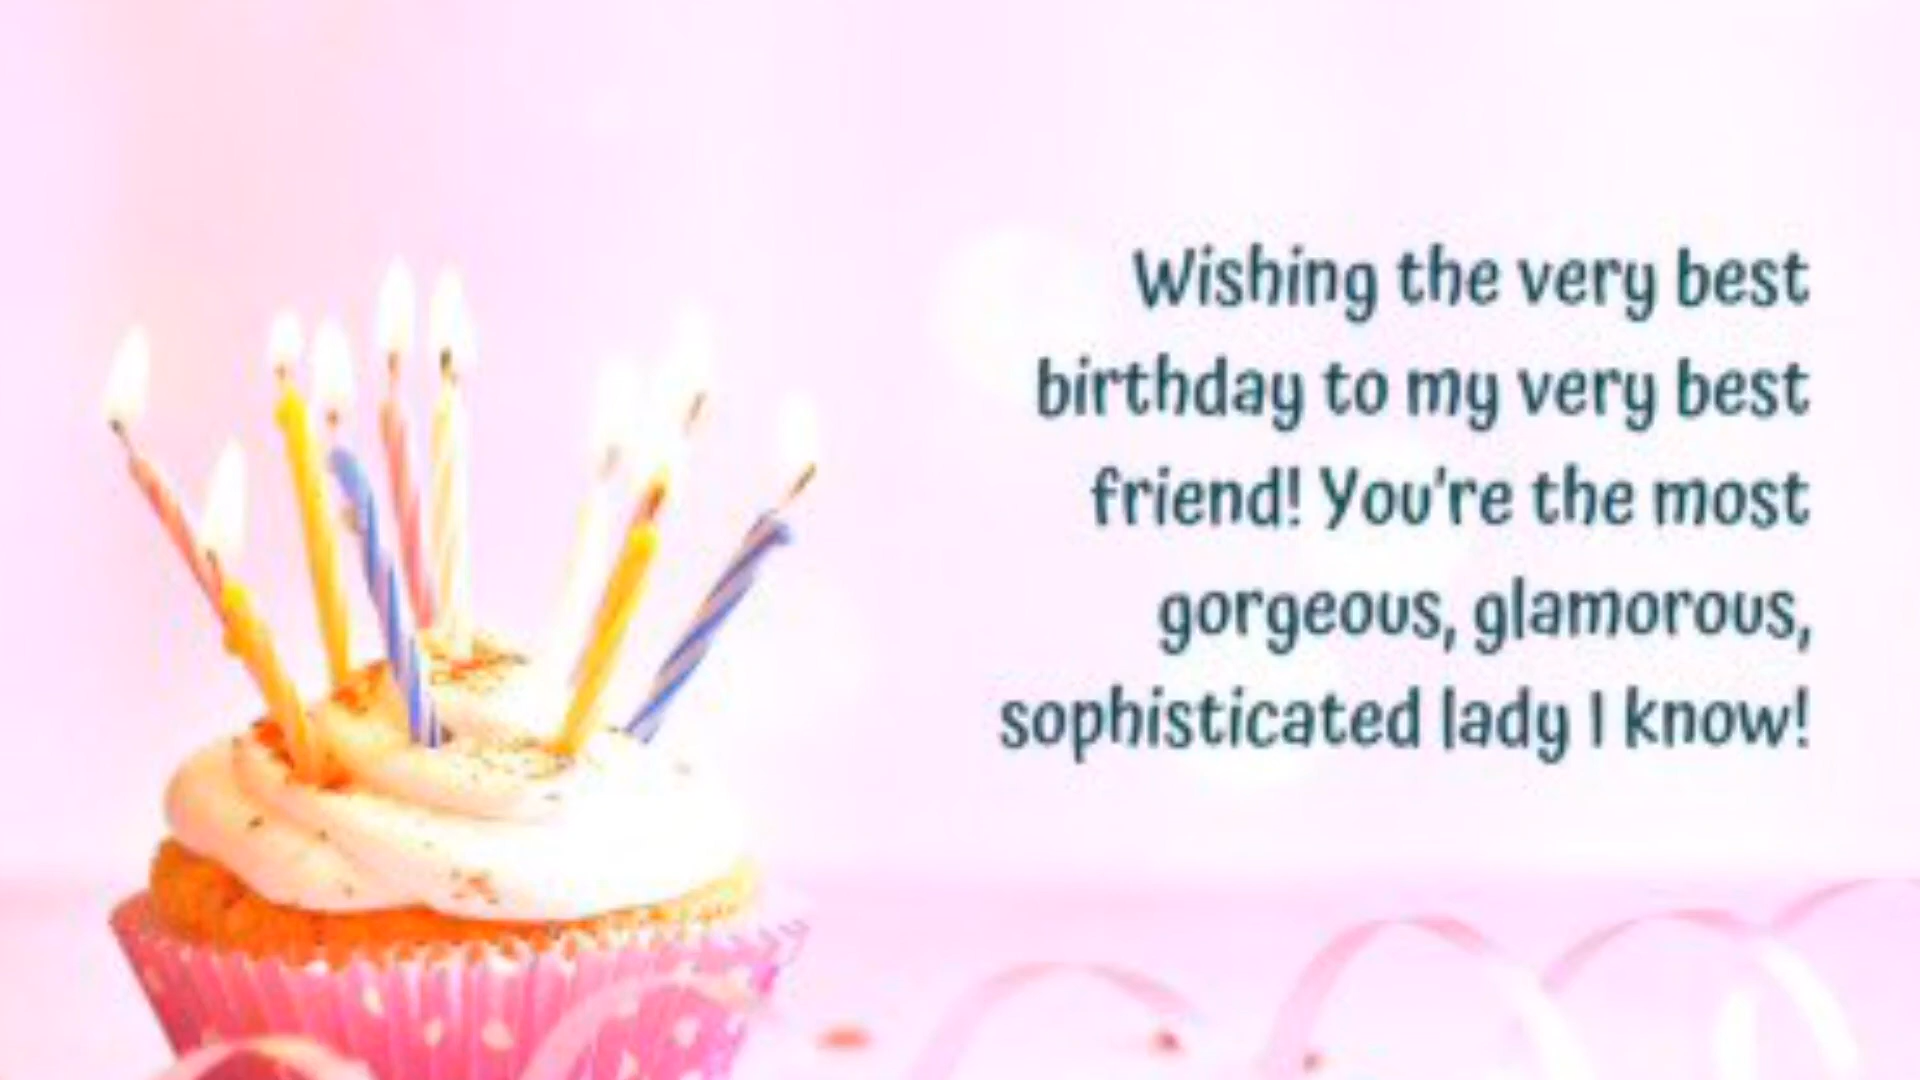 Wishing the very best
birthday to my very best
friend! You're the most
gorgeous, glamorous,
sophisticated lady I know!